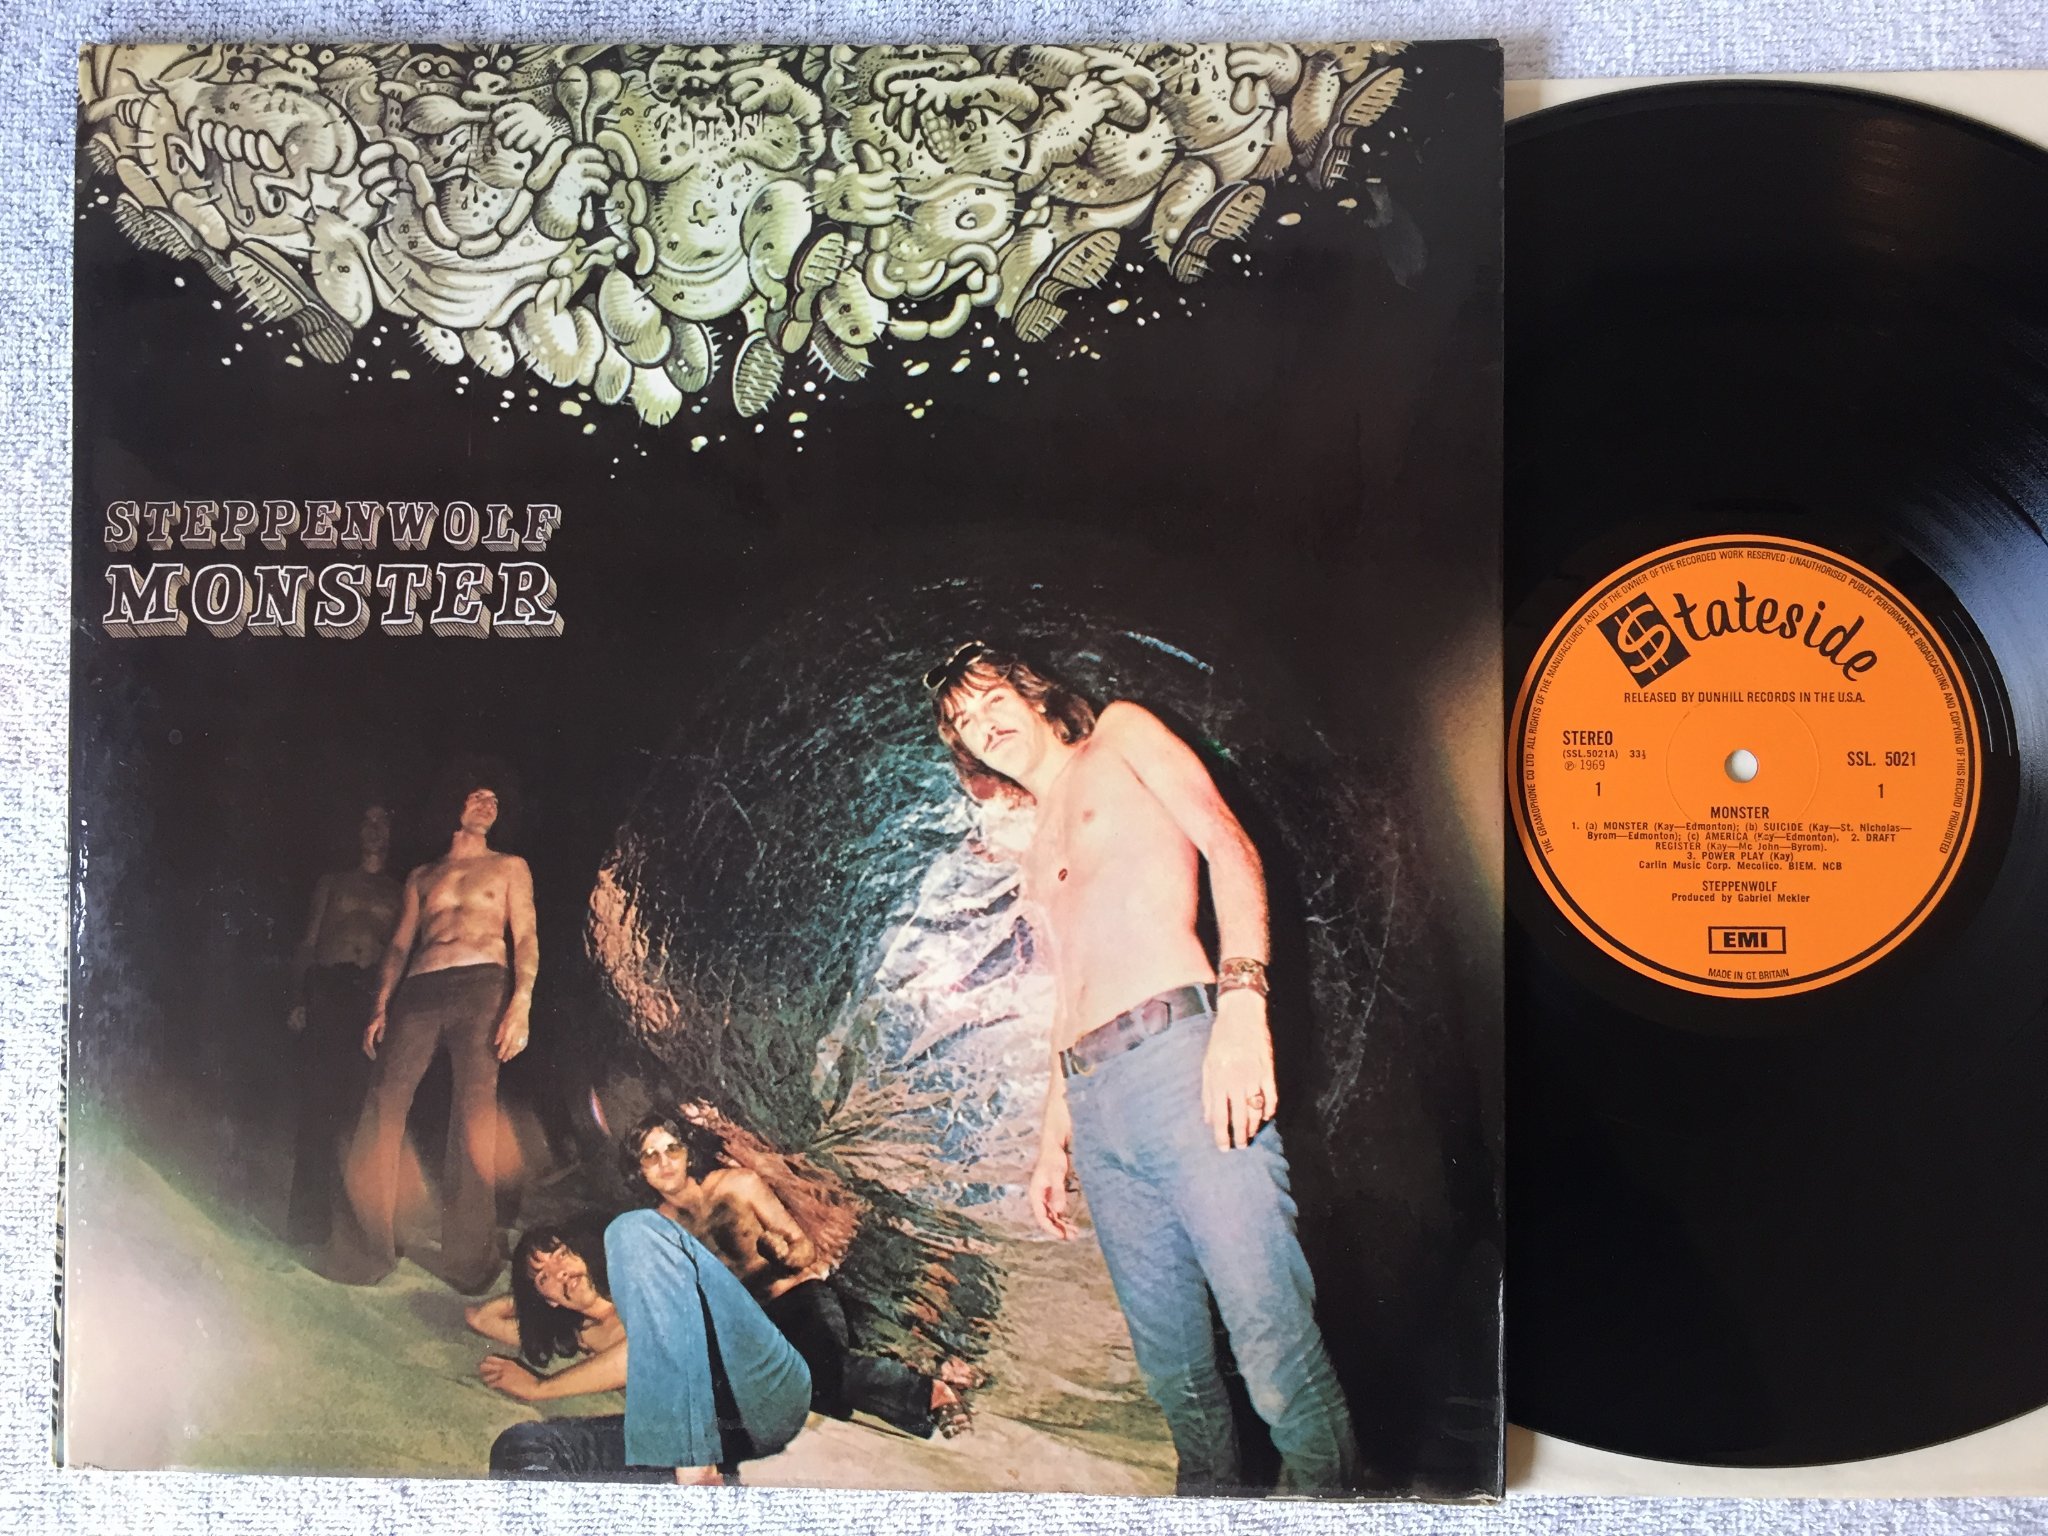 STEPPENWOLF
MONSTER
THE GRAMOPHONE CO LTD ALL RIGHTS OF THE MANUFACTURER AND OF THE OWNER OF THE RECORDED WORK RESERVED · UNAUTHORISED PUBLIC PERFORMANCE BROADCASTING AND COPYING OF THIS RECORD PROHIBITED
$tateside
RELEASED BY DUNHILL RECORDS IN THE U.S.A.
STEREO
(SSL.5021A) 33⅓
℗ 1969
SSL. 5021
1
1
MONSTER
1. (a) MONSTER (Kay—Edmonton); (b) SUICIDE (Kay—St. Nicholas—
Byrom—Edmonton); (c) AMERICA (Kay—Edmonton). 2. DRAFT
REGISTER (Kay—Mc John—Byrom).
3. POWER PLAY (Kay)
Carlin Music Corp. Mecolico. BIEM. NCB
STEPPENWOLF
Produced by Gabriel Mekler
EMI
MADE IN GT. BRITAIN